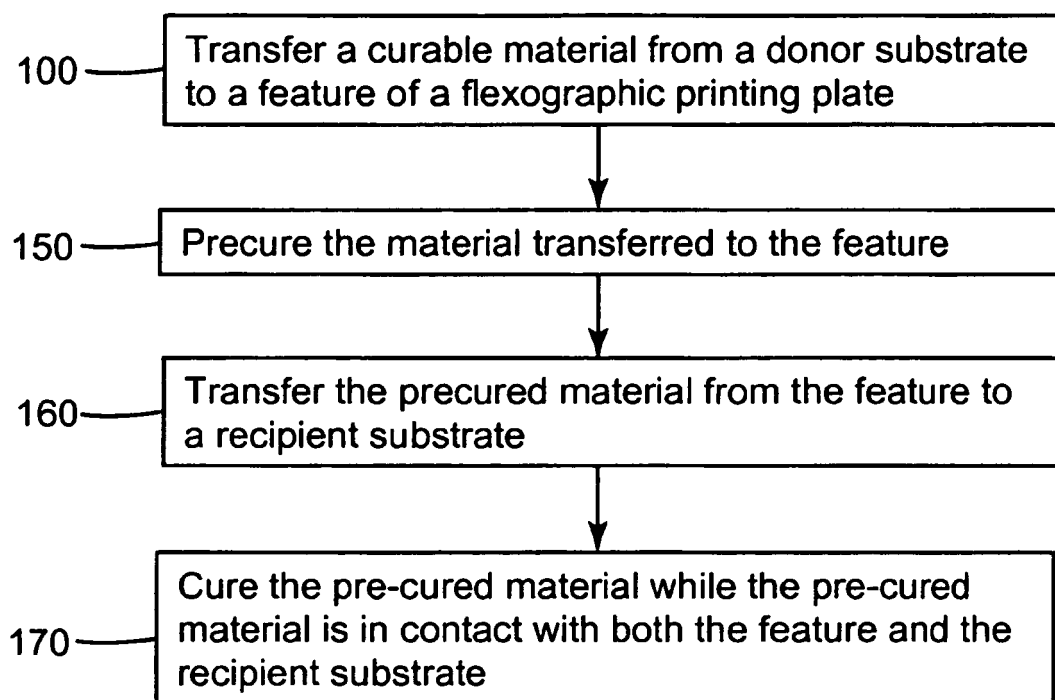 100
Transfer a curable material from a donor substrate
to a feature of a flexographic printing plate
150
Precure the material transferred to the feature
160
Transfer the precured material from the feature to
a recipient substrate
170
Cure the pre-cured material while the pre-cured
material is in contact with both the feature and the
recipient substrate